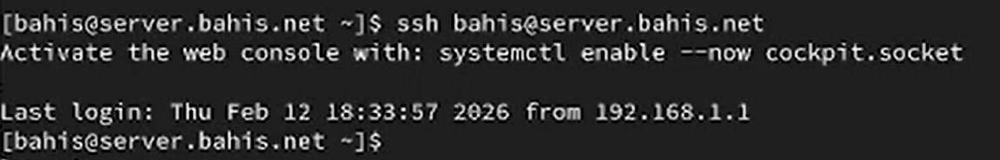 [bahis@server.bahis.net ~]$ ssh bahis@server.bahis.net
Activate the web console with: systemctl enable --now cockpit.socket
Last login: Thu Feb 12 18:33:57 2026 from 192.168.1.1
[bahis@server.bahis.net ~]$